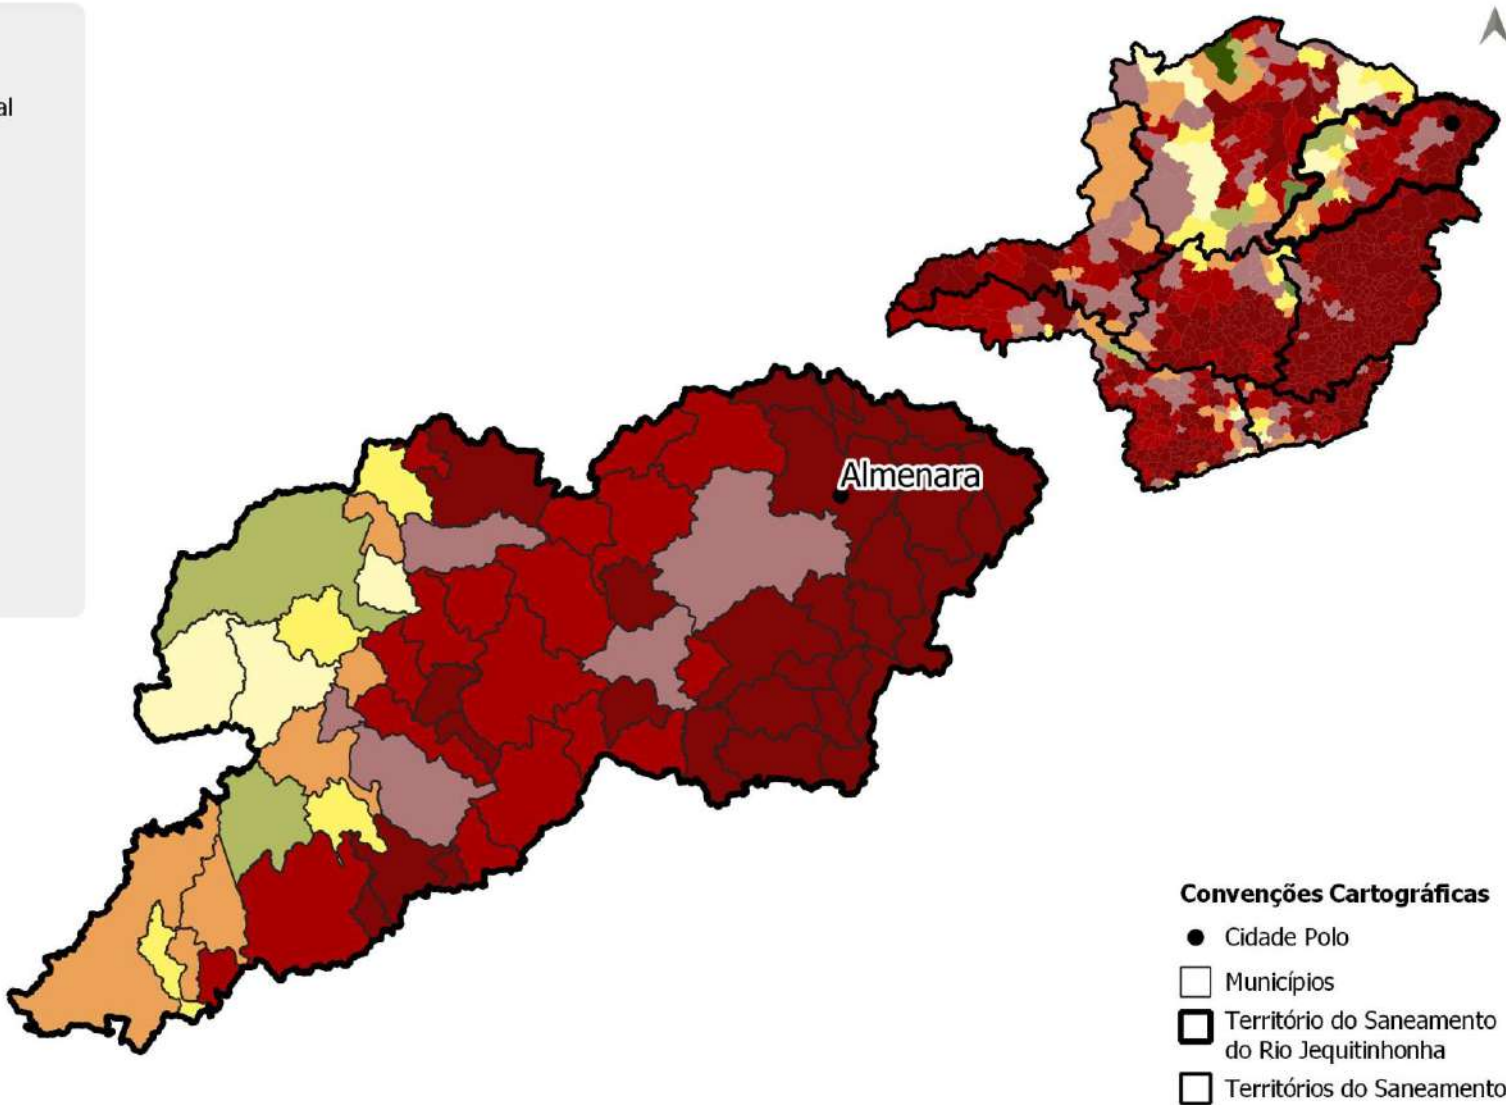 al
Almenara
Convenções Cartográficas
Cidade Polo
Municípios
Território do Saneamento
do Rio Jequitinhonha
Territórios do Saneamento